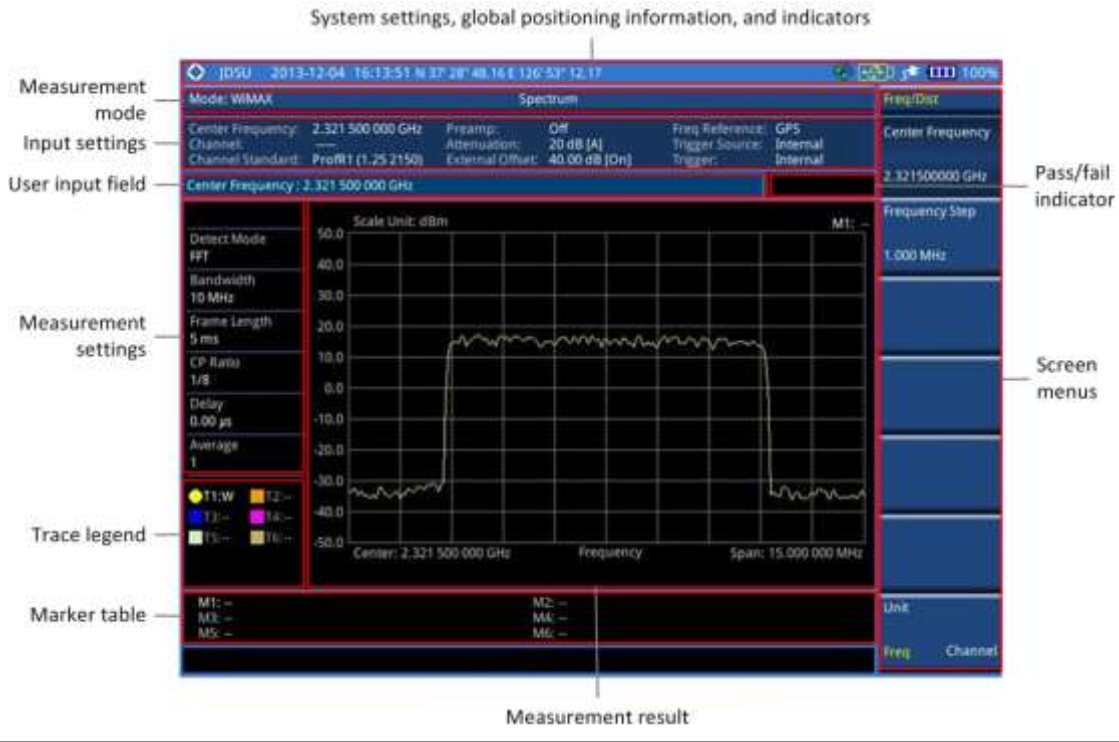 System settings, global positioning information, and indicators
JDSU 2013-12-04 16:13:51 N 37° 28' 48.16 E 126° 53' 12.17 100%
Measurement mode
Mode: WiMAX Spectrum Freq/Dist
Input settings
Center Frequency: 2.321 500 000 GHz Preamp: Off Freq Reference: GPS
Channel: ---- Attenuation: 20 dB [A] Trigger Source: Internal
Channel Standard: ProfR1 (1.25 2150) External Offset: 40.00 dB [On] Trigger: Internal
Center Frequency
2.321500000 GHz
User input field
Center Frequency : 2.321 500 000 GHz
Pass/fail indicator
Frequency Step
1.000 MHz
Measurement settings
Detect Mode
FFT
Bandwidth
10 MHz
Frame Length
5 ms
CP Ratio
1/8
Delay
0.00 µs
Average
1
Scale Unit: dBm M1: --
50.0
40.0
30.0
20.0
10.0
0.0
-10.0
-20.0
-30.0
-40.0
-50.0
Center: 2.321 500 000 GHz Frequency Span: 15.000 000 MHz
Screen menus
Trace legend
T1:W T2:--
T3:-- T4:--
T5:-- T6:--
Marker table
M1: -- M2: --
M3: -- M4: --
M5: -- M6: --
Unit
Freq Channel
Measurement result